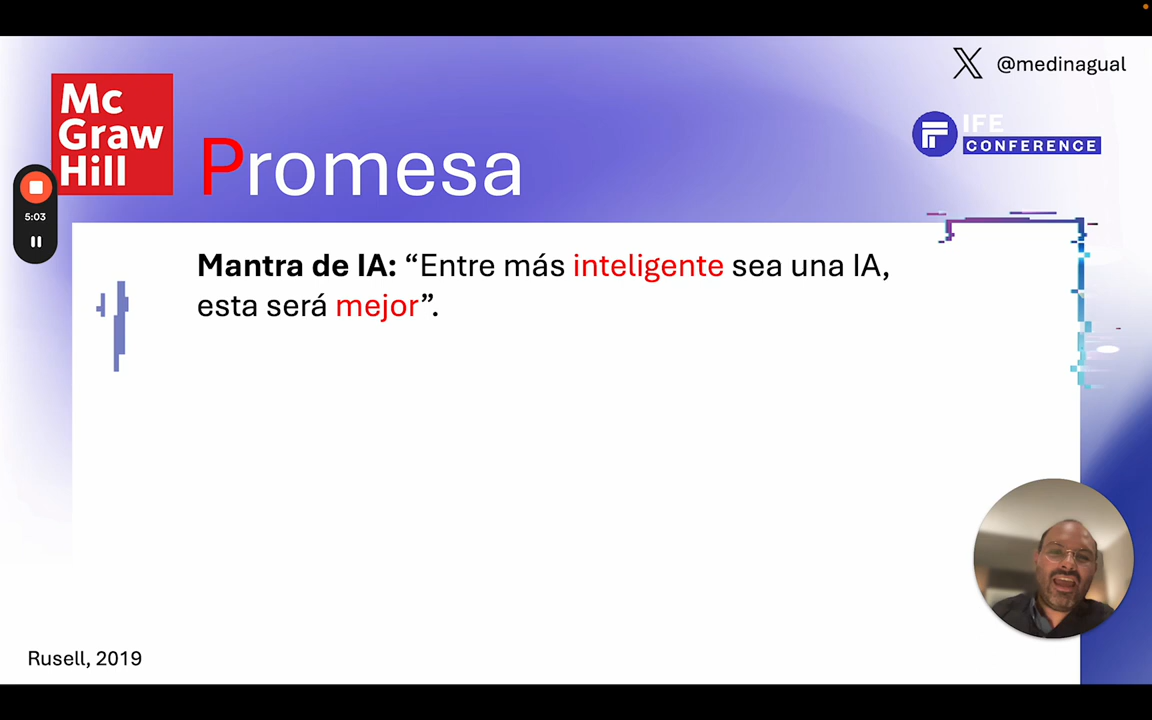 @medinagual
Mc
Graw
Hill
IFE
CONFERENCE
Promesa
5:03
Mantra de IA: “Entre más inteligente sea una IA,
esta será mejor”.
Rusell, 2019